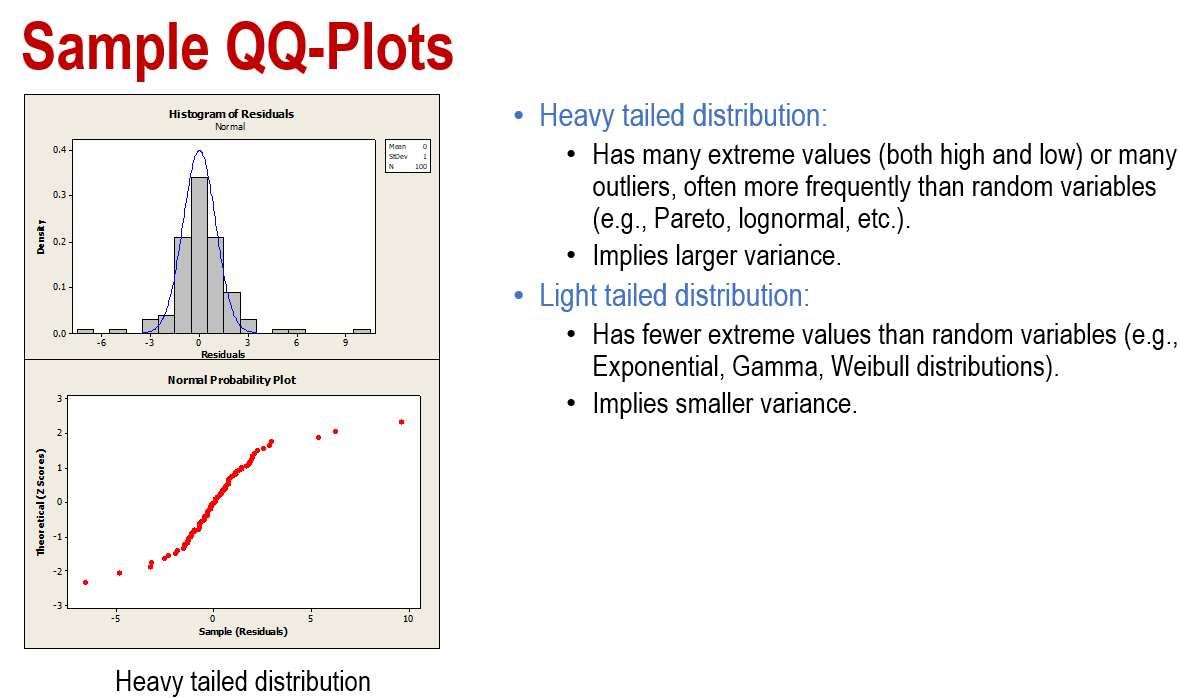 Sample QQ-Plots
Histogram of Residuals
Normal
Mean 0
StDev 1
N 100
0.4
0.3
0.2
0.1
0.0
Density
-6 -3 0 3 6 9
Residuals
Normal Probability Plot
3
2
1
0
-1
-2
-3
Theoretical (Z Scores)
-5 0 5 10
Sample (Residuals)
Heavy tailed distribution
• Heavy tailed distribution:
• Has many extreme values (both high and low) or many
outliers, often more frequently than random variables
(e.g., Pareto, lognormal, etc.).
• Implies larger variance.
• Light tailed distribution:
• Has fewer extreme values than random variables (e.g.,
Exponential, Gamma, Weibull distributions).
• Implies smaller variance.